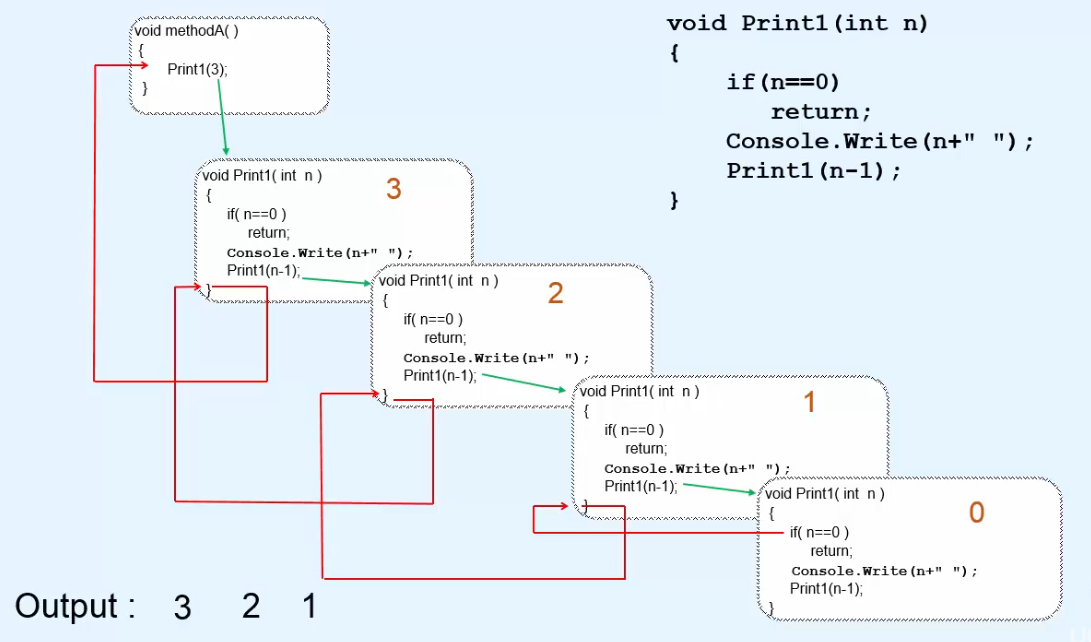 void methodA( )
{
Print1(3);
}
void Print1(int n)
{
if(n==0)
return;
Console.Write(n+" ");
Print1(n-1);
}
void Print1( int n )
3
{
if( n==0 )
return;
Console.Write(n+" ");
Print1(n-1);
}
void Print1( int n )
2
{
if( n==0 )
return;
Console.Write(n+" ");
Print1(n-1);
}
void Print1( int n )
1
{
if( n==0 )
return;
Console.Write(n+" ");
Print1(n-1);
}
void Print1( int n )
0
{
if( n==0 )
return;
Console.Write(n+" ");
Print1(n-1);
}
Output : 3 2 1